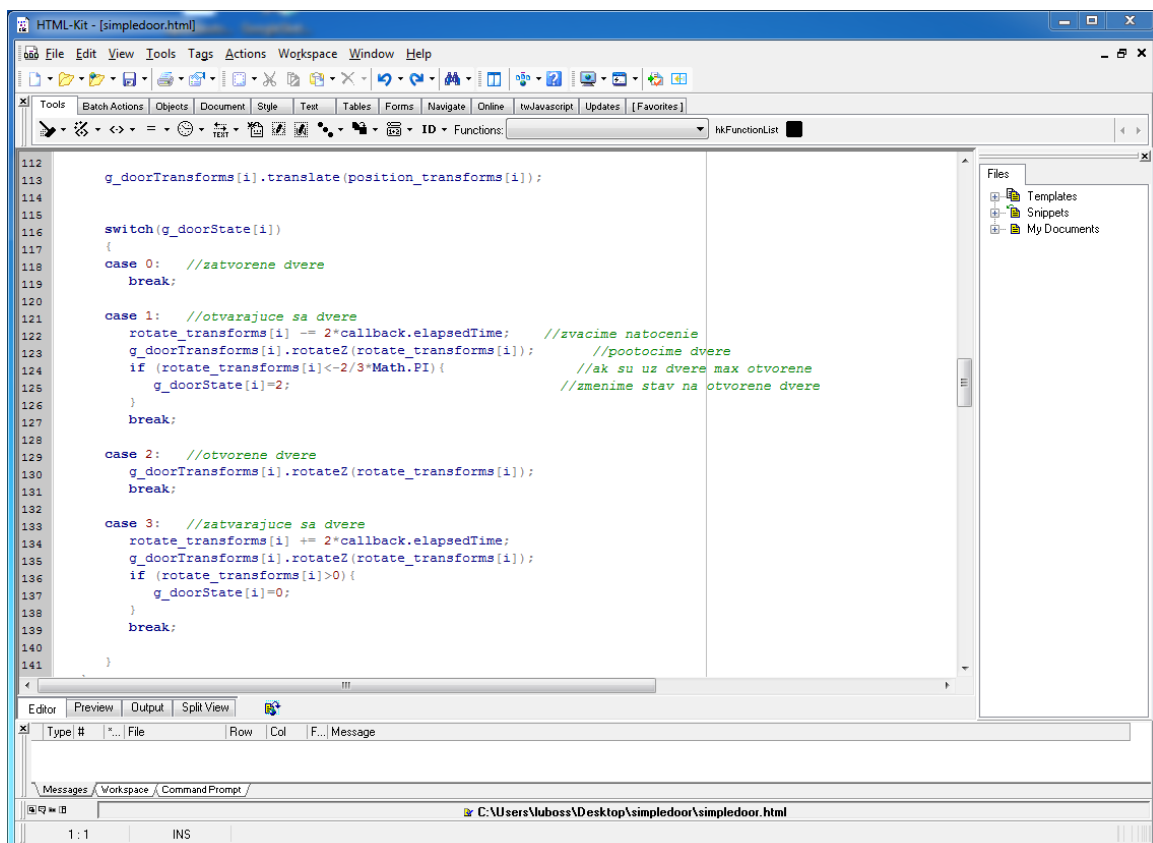 HTML-Kit - [simpledoor.html]
File Edit View Tools Tags Actions Workspace Window Help
Tools Batch Actions Objects Document Style Text Tables Forms Navigate Online twJavascript Updates [Favorites]
TEXT ID Functions: hkFunctionList
Files
Templates
Snippets
My Documents
112
113 g_doorTransforms[i].translate(position_transforms[i]);
114
115
116 switch(g_doorState[i])
117 {
118 case 0: //zatvorene dvere
119 break;
120
121 case 1: //otvarajuce sa dvere
122 rotate_transforms[i] -= 2*callback.elapsedTime; //zvacime natocenie
123 g_doorTransforms[i].rotateZ(rotate_transforms[i]); //pootocime dvere
124 if (rotate_transforms[i]<-2/3*Math.PI){ //ak su uz dvere max otvorene
125 g_doorState[i]=2; //zmenime stav na otvorene dvere
126 }
127 break;
128
129 case 2: //otvorene dvere
130 g_doorTransforms[i].rotateZ(rotate_transforms[i]);
131 break;
132
133 case 3: //zatvarajuce sa dvere
134 rotate_transforms[i] += 2*callback.elapsedTime;
135 g_doorTransforms[i].rotateZ(rotate_transforms[i]);
136 if (rotate_transforms[i]>0){
137 g_doorState[i]=0;
138 }
139 break;
140
141 }
Editor Preview Output Split View
Type # *... File Row Col F... Message
Messages Workspace Command Prompt
C:\Users\luboss\Desktop\simpledoor\simpledoor.html
1:1 INS